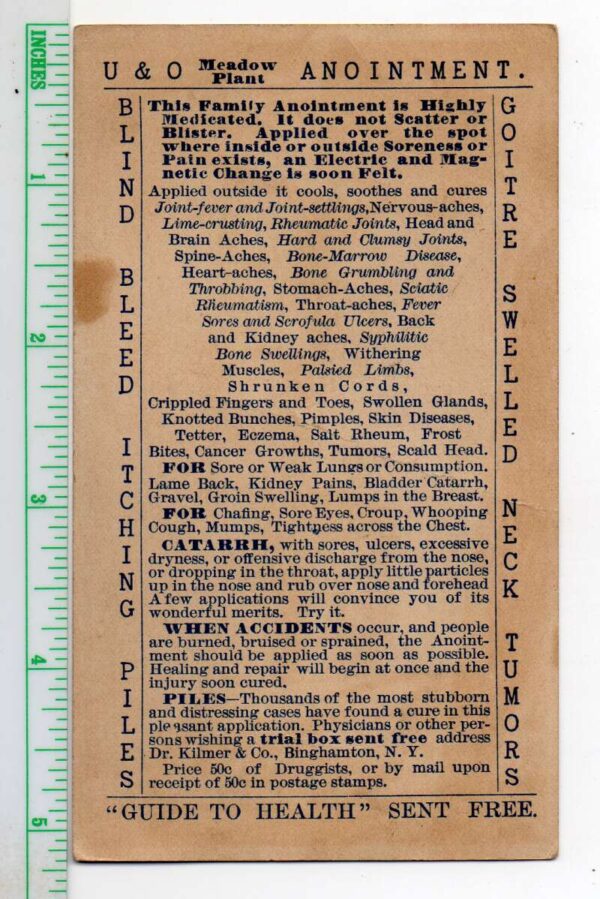 INCHES
1
2
3
4
5
U & O Meadow Plant ANOINTMENT.
BLIND BLEED ITCHING PILES
This Family Anointment is Highly
Medicated. It does not Scatter or
Blister. Applied over the spot
where inside or outside Soreness or
Pain exists, an Electric and Mag-
netic Change is soon Felt.
Applied outside it cools, soothes and cures
Joint-fever and Joint-settlings, Nervous-aches,
Lime-crusting, Rheumatic Joints, Head and
Brain Aches, Hard and Clumsy Joints,
Spine-Aches, Bone-Marrow Disease,
Heart-aches, Bone Grumbling and
Throbbing, Stomach-Aches, Sciatic
Rheumatism, Throat-aches, Fever
Sores and Scrofula Ulcers, Back
and Kidney aches, Syphilitic
Bone Swellings, Withering
Muscles, Palsied Limbs,
Shrunken Cords,
Crippled Fingers and Toes, Swollen Glands,
Knotted Bunches, Pimples, Skin Diseases,
Tetter, Eczema, Salt Rheum, Frost
Bites, Cancer Growths, Tumors, Scald Head.
FOR Sore or Weak Lungs or Consumption.
Lame Back, Kidney Pains, Bladder Catarrh,
Gravel, Groin Swelling, Lumps in the Breast.
FOR Chafing, Sore Eyes, Croup, Whooping
Cough, Mumps, Tightness across the Chest.
CATARRH, with sores, ulcers, excessive
dryness, or offensive discharge from the nose,
or dropping in the throat, apply little particles
up in the nose and rub over nose and forehead
A few applications will convince you of its
wonderful merits. Try it.
WHEN ACCIDENTS occur, and people
are burned, bruised or sprained, the Anoint-
ment should be applied as soon as possible.
Healing and repair will begin at once and the
injury soon cured.
PILES—Thousands of the most stubborn
and distressing cases have found a cure in this
pleasant application. Physicians or other per-
sons wishing a trial box sent free address
Dr. Kilmer & Co., Binghamton, N. Y.
Price 50c of Druggists, or by mail upon
receipt of 50c in postage stamps.
GOITRE SWELLED NECK TUMORS
"GUIDE TO HEALTH" SENT FREE.